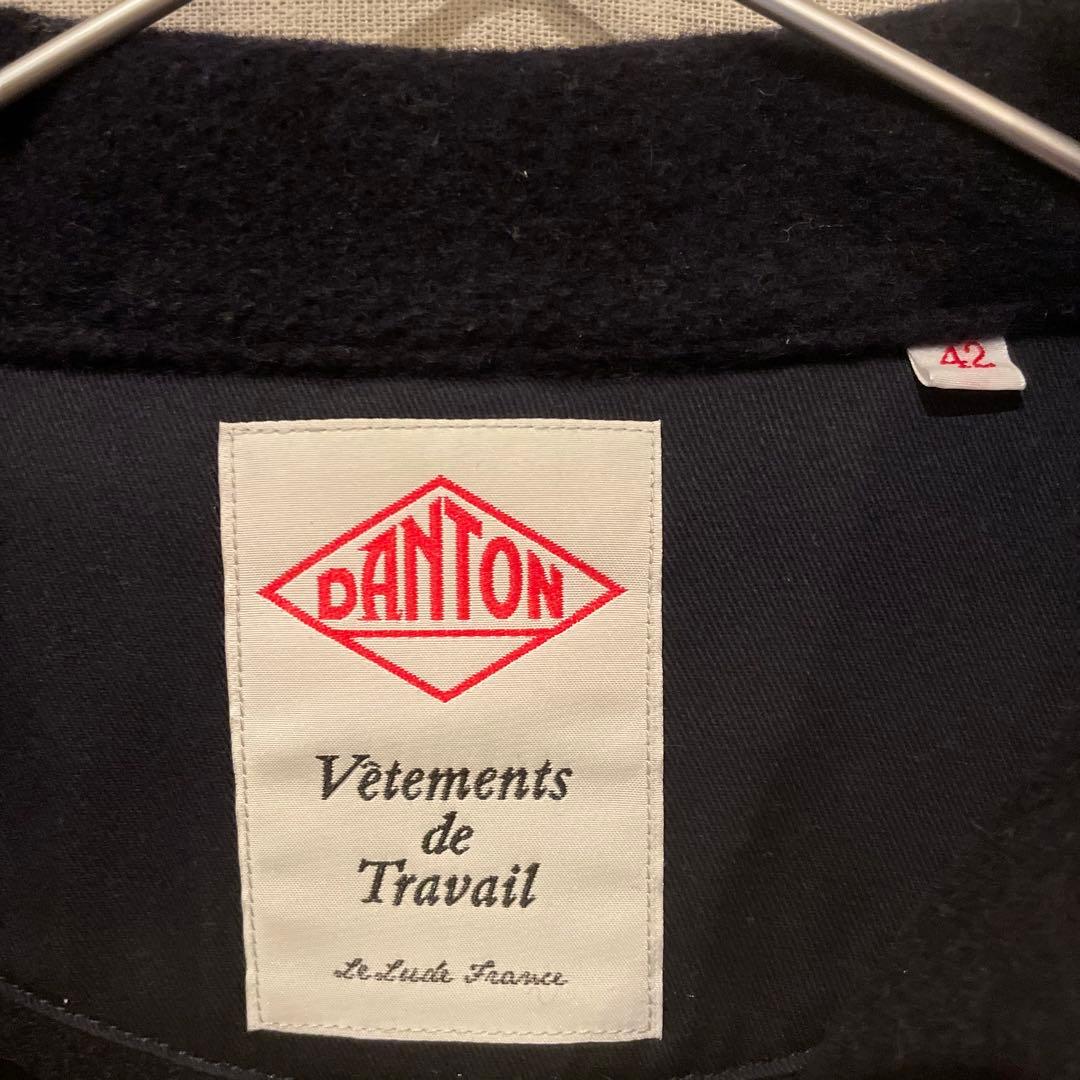 42
DANTON
Vêtements
de
Travail
Le Lude France